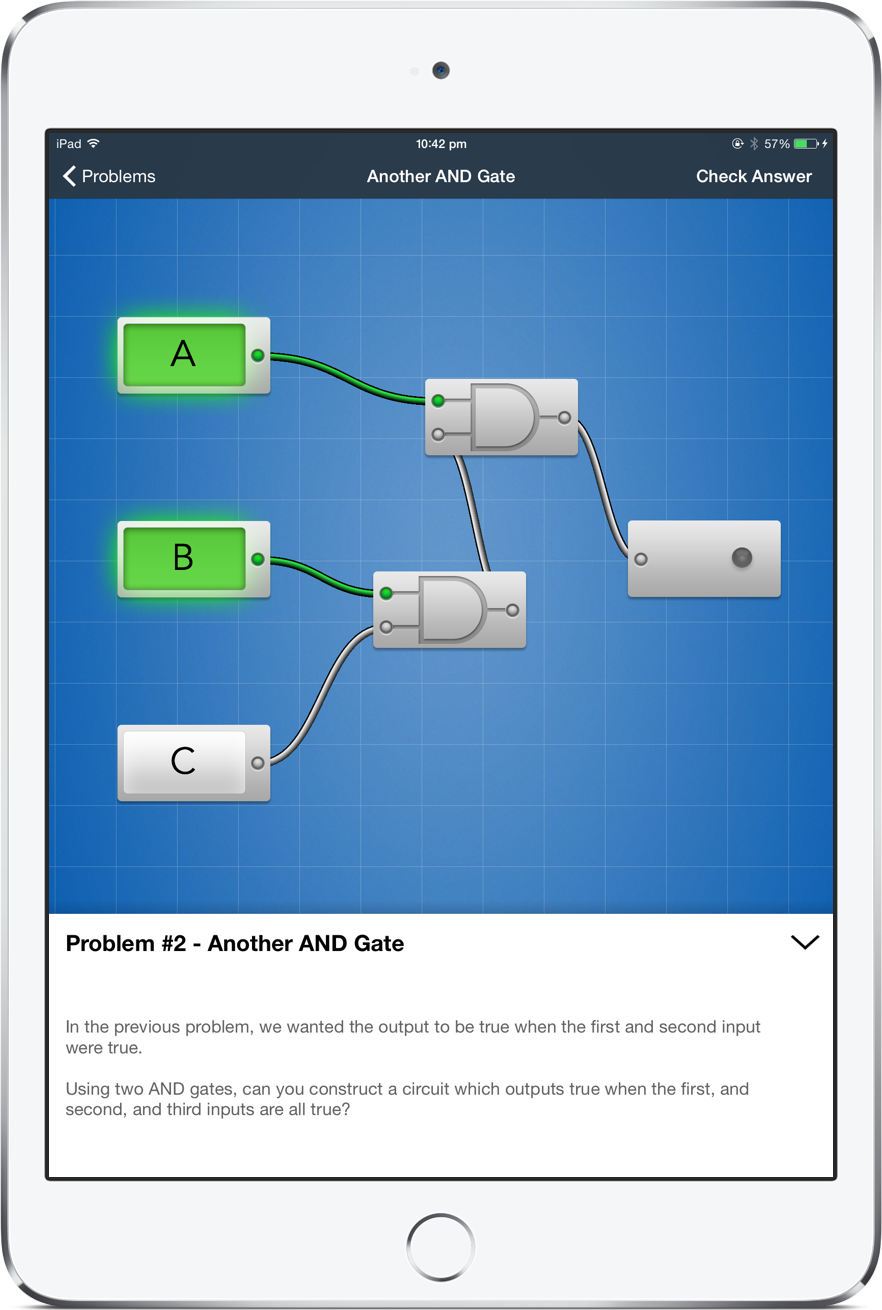 iPad 10:42 pm 57%
Problems Another AND Gate Check Answer
A
B
C
Problem #2 - Another AND Gate
In the previous problem, we wanted the output to be true when the first and second input
were true.
Using two AND gates, can you construct a circuit which outputs true when the first, and
second, and third inputs are all true?